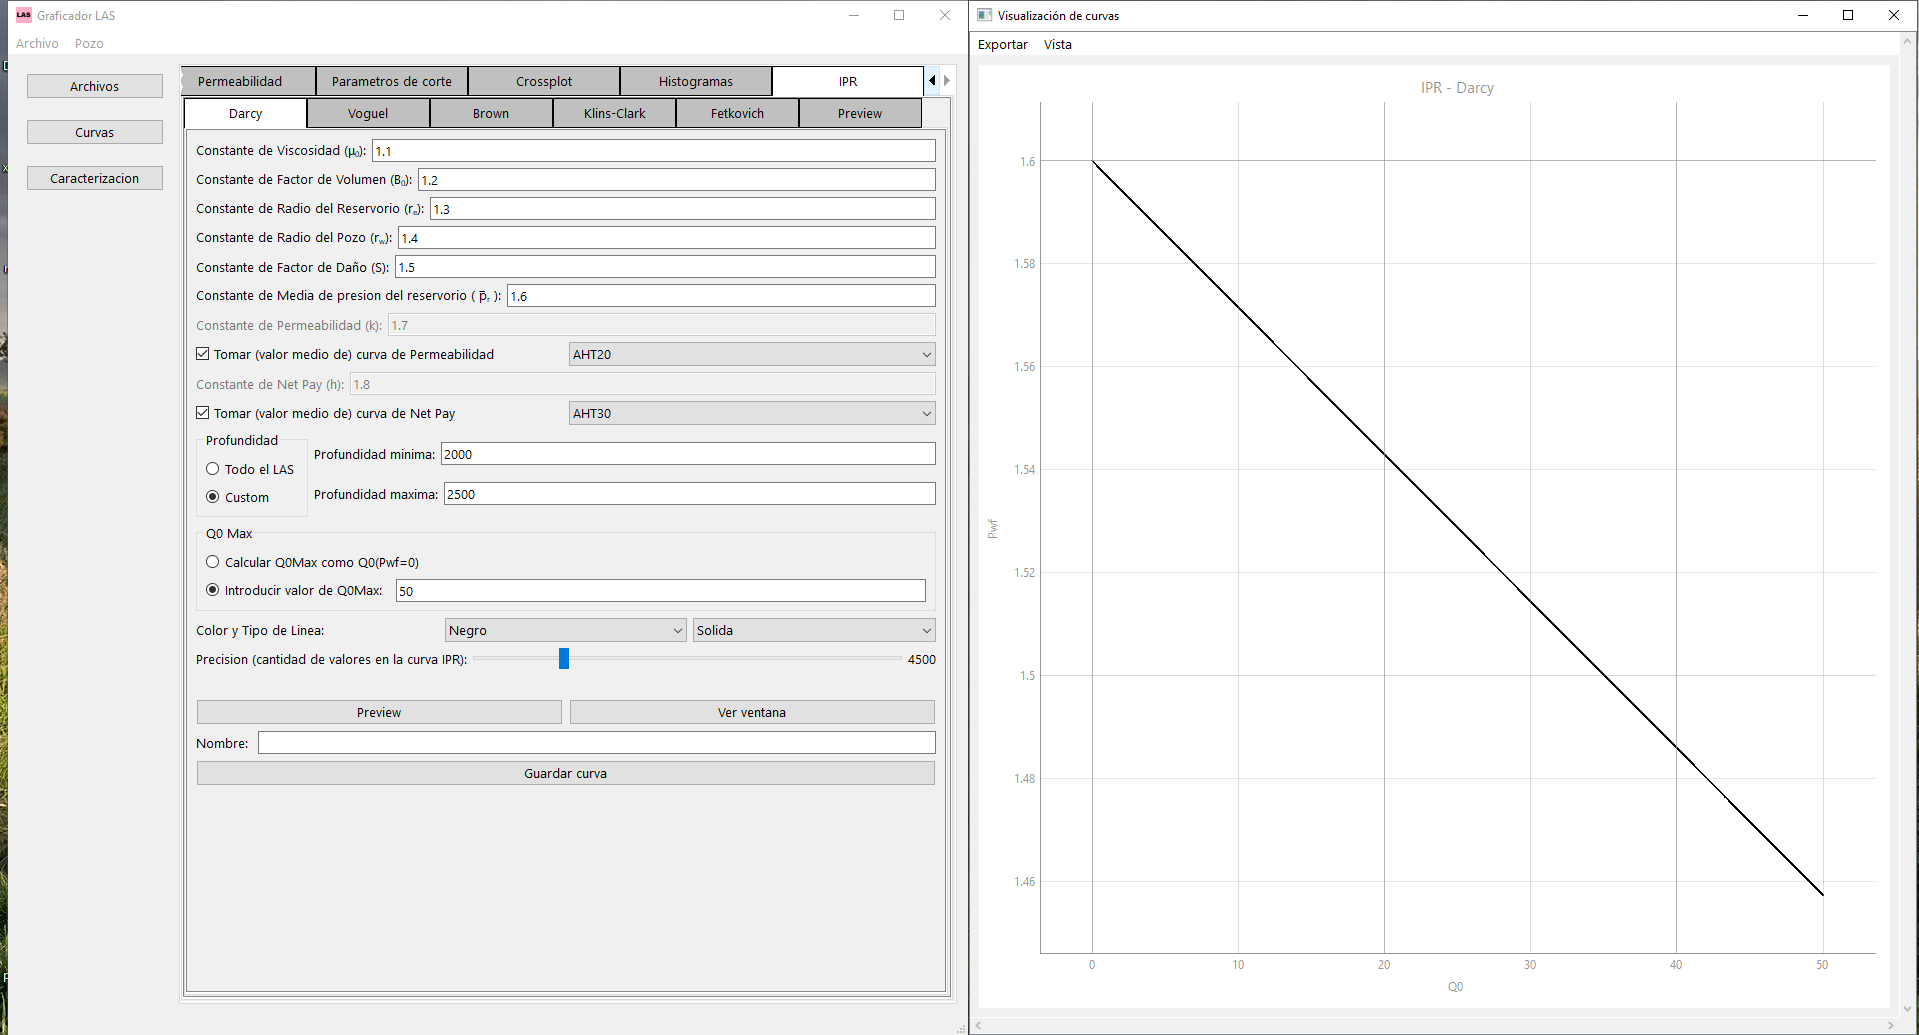 LAS Graficador LAS
Archivo Pozo
Archivos
Curvas
Caracterizacion
Permeabilidad Parametros de corte Crossplot Histogramas IPR
Darcy Voguel Brown Klins-Clark Fetkovich Preview
Constante de Viscosidad (μ₀): 1.1
Constante de Factor de Volumen (B₀): 1.2
Constante de Radio del Reservorio (rₑ): 1.3
Constante de Radio del Pozo (r𝓌): 1.4
Constante de Factor de Daño (S): 1.5
Constante de Media de presion del reservorio ( p̅ᵣ ): 1.6
Constante de Permeabilidad (k): 1.7
Tomar (valor medio de) curva de Permeabilidad AHT20
Constante de Net Pay (h): 1.8
Tomar (valor medio de) curva de Net Pay AHT30
Profundidad
Todo el LAS
Custom
Profundidad minima: 2000
Profundidad maxima: 2500
Q0 Max
Calcular Q0Max como Q0(Pwf=0)
Introducir valor de Q0Max: 50
Color y Tipo de Linea: Negro Solida
Precision (cantidad de valores en la curva IPR): 4500
Preview Ver ventana
Nombre:
Guardar curva
Visualización de curvas
Exportar Vista
IPR - Darcy
1.6
1.58
1.56
1.54
1.52
1.5
1.48
1.46
Pwf
0 10 20 30 40 50
Q0